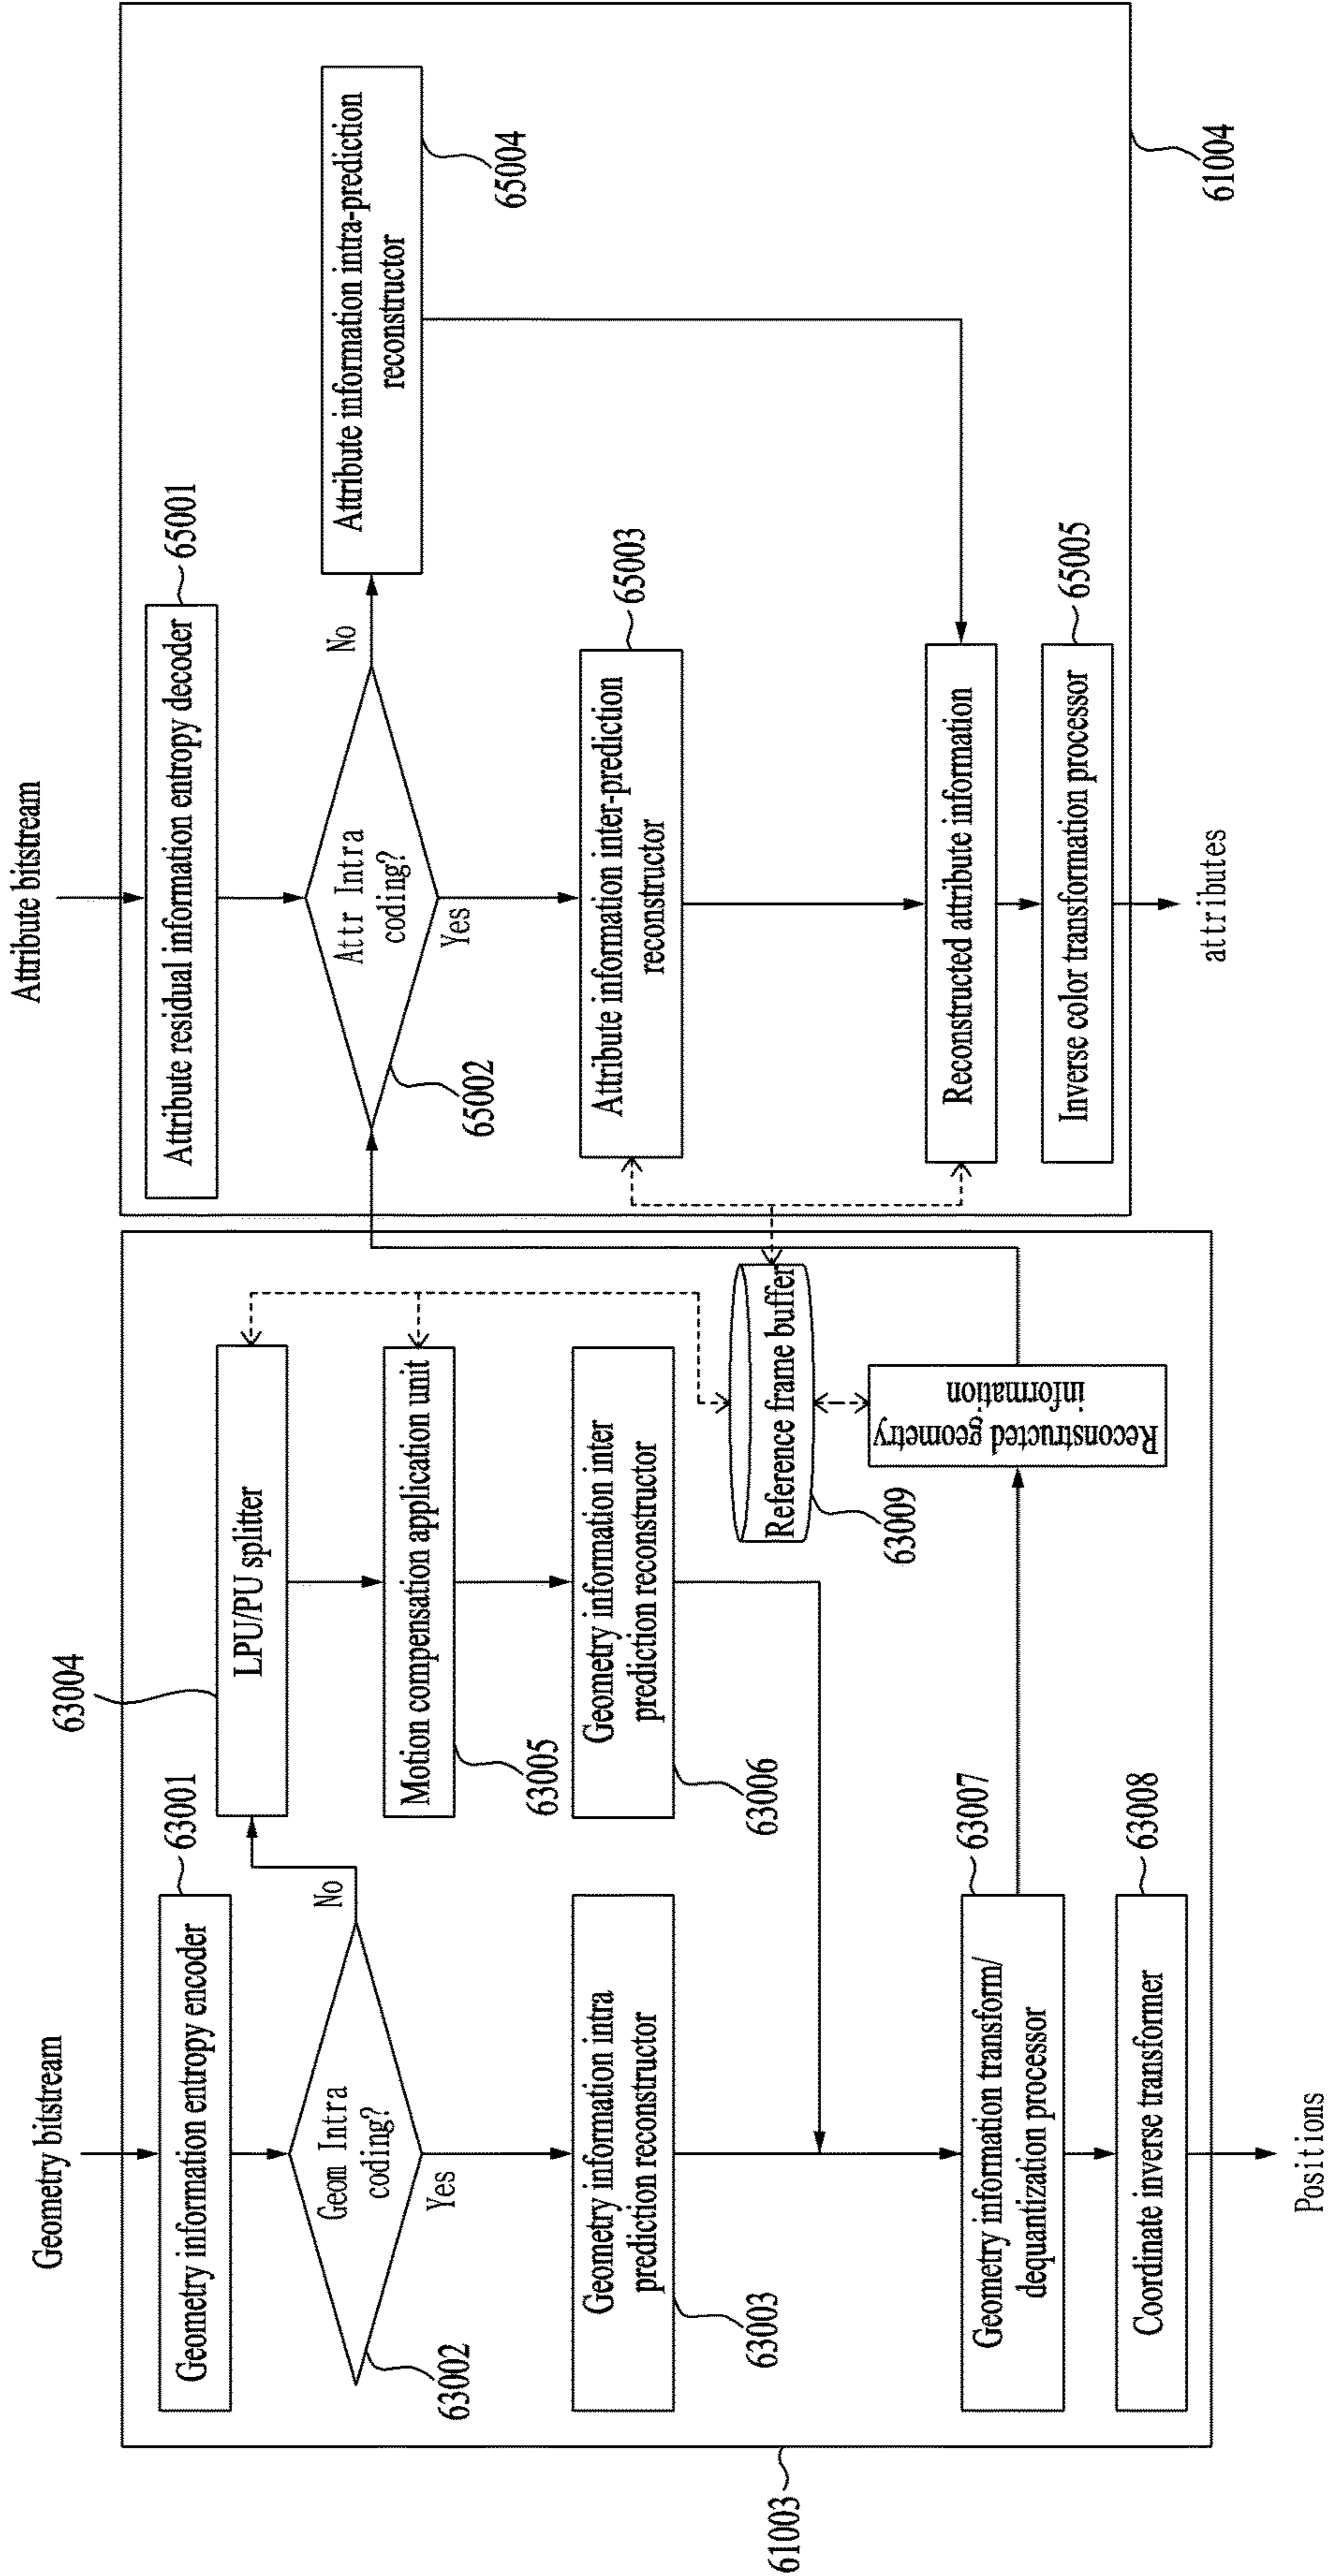 Geometry bitstream
Geometry information entropy encoder
63001
Geom Intra
coding?
63002
No
Yes
63004
LPU/PU splitter
Motion compensation application unit
63005
Geometry information intra
prediction reconstructor
63003
Geometry information inter
prediction reconstructor
63006
Reference frame buffer
63009
Geometry information transform/
dequantization processor
63007
Reconstructed geometry
information
Coordinate inverse transformer
63008
Positions
61003
Attribute bitstream
Attribute residual information entropy decoder
65001
Attr Intra
coding?
65002
No
Yes
Attribute information intra-prediction
reconstructor
65004
Attribute information inter-prediction
reconstructor
65003
Reconstructed attribute information
Inverse color transformation processor
65005
attributes
61004